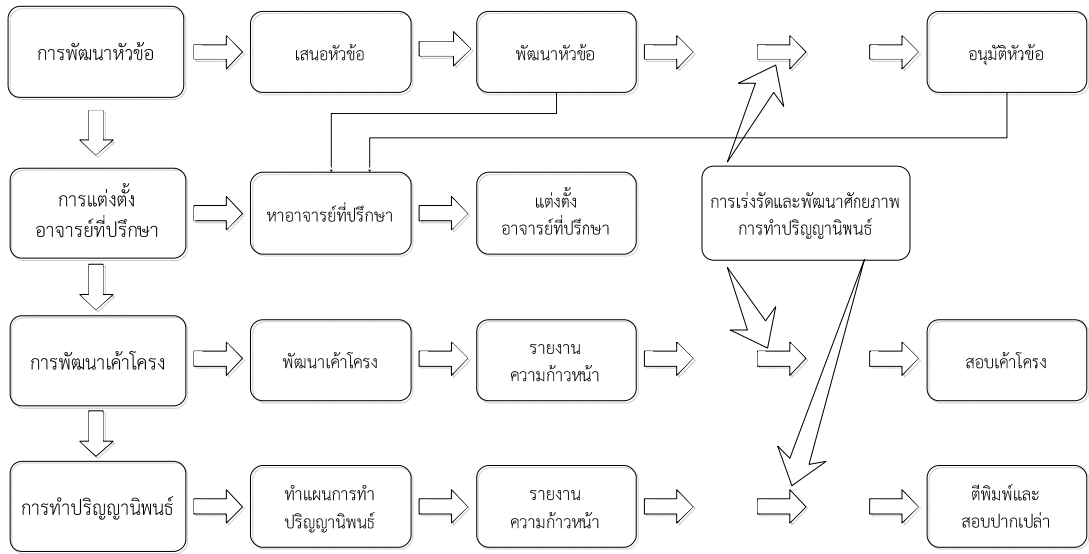 การพัฒนาหัวข้อ
เสนอหัวข้อ
พัฒนาหัวข้อ
อนุมัติหัวข้อ
การแต่งตั้ง
อาจารย์ที่ปรึกษา
หาอาจารย์ที่ปรึกษา
แต่งตั้ง
อาจารย์ที่ปรึกษา
การเร่งรัดและพัฒนาศักยภาพ
การทำปริญญานิพนธ์
การพัฒนาเค้าโครง
พัฒนาเค้าโครง
รายงาน
ความก้าวหน้า
สอบเค้าโครง
การทำปริญญานิพนธ์
ทำแผนการทำ
ปริญญานิพนธ์
รายงาน
ความก้าวหน้า
ตีพิมพ์และ
สอบปากเปล่า